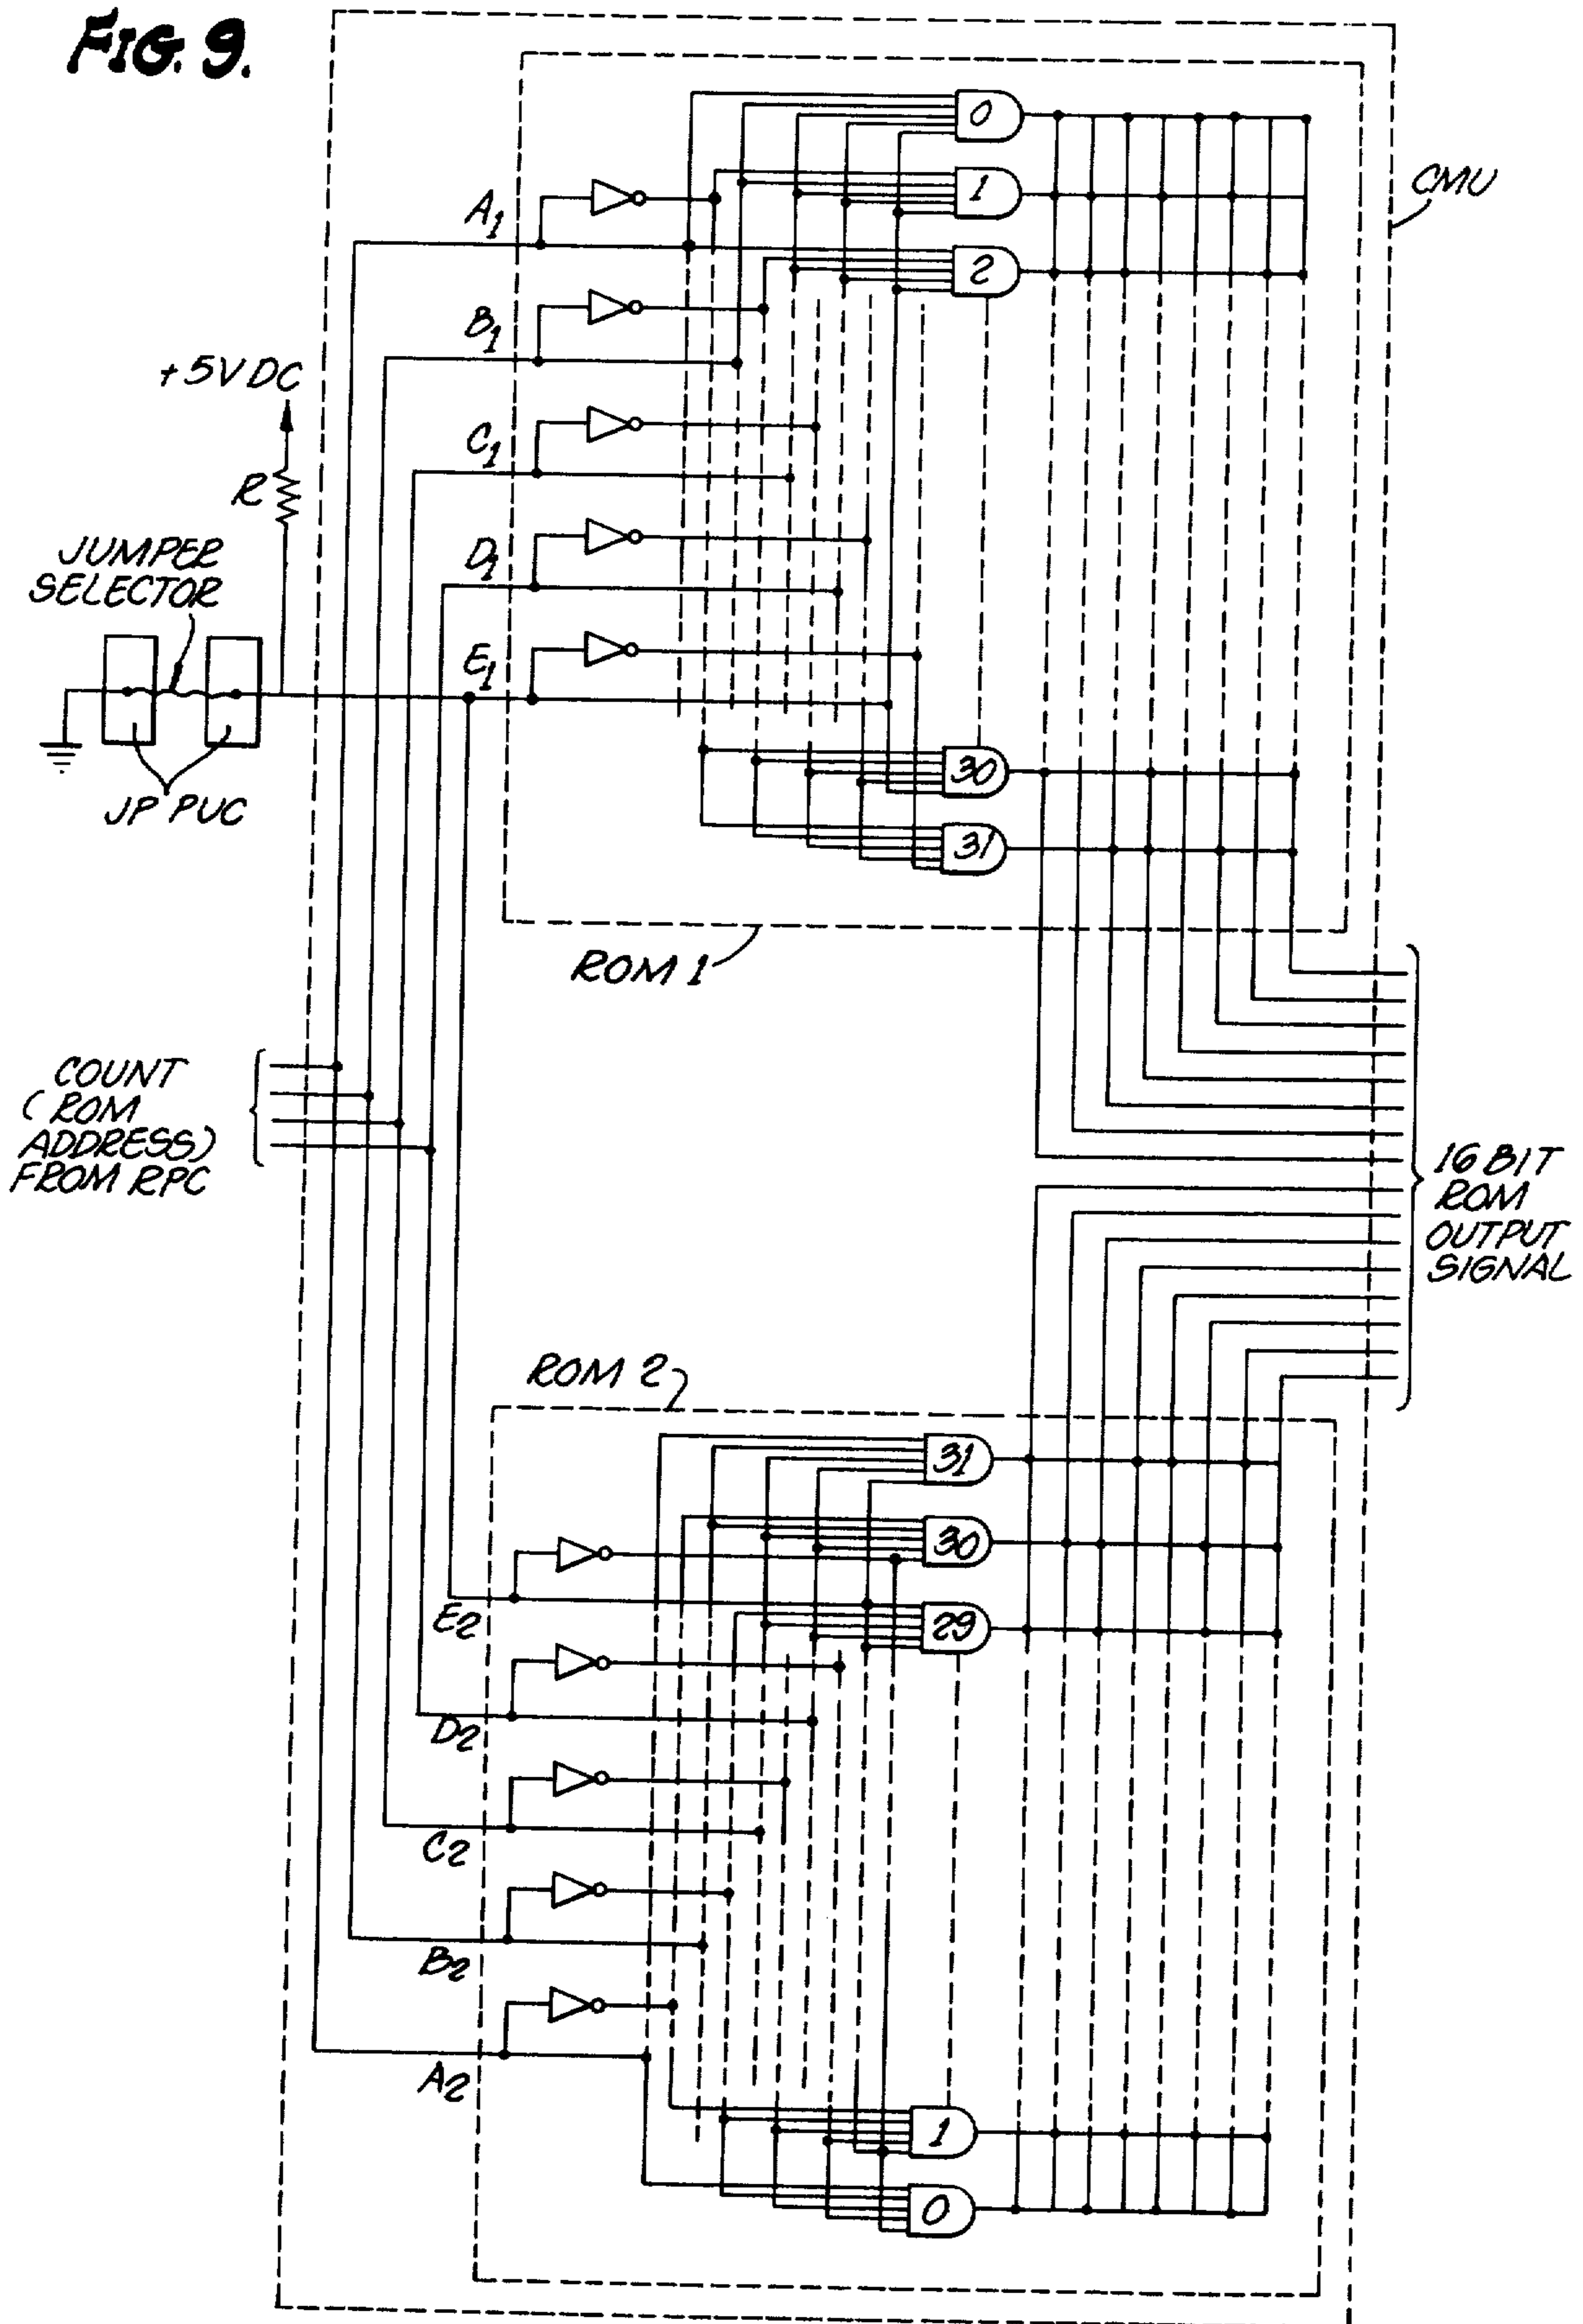 FIG. 9.
CMU
0
1
2
A1
B1
+5VDC
C1
R
D1
JUMPER
SELECTOR
E1
JP PUC
30
31
ROM 1
COUNT
(ROM
ADDRESS)
FROM RPC
16 BIT
ROM
OUTPUT
SIGNAL
ROM 2
31
30
E2
29
D2
C2
B2
A2
1
0